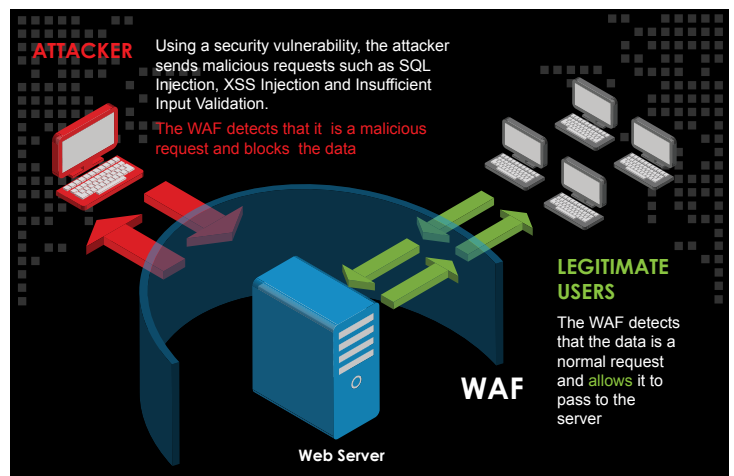 ATTACKER
Using a security vulnerability, the attacker
sends malicious requests such as SQL
Injection, XSS Injection and Insufficient
Input Validation.
The WAF detects that it is a malicious
request and blocks the data
LEGITIMATE
USERS
The WAF detects
that the data is a
normal request
and allows it to
pass to the
server
WAF
Web Server